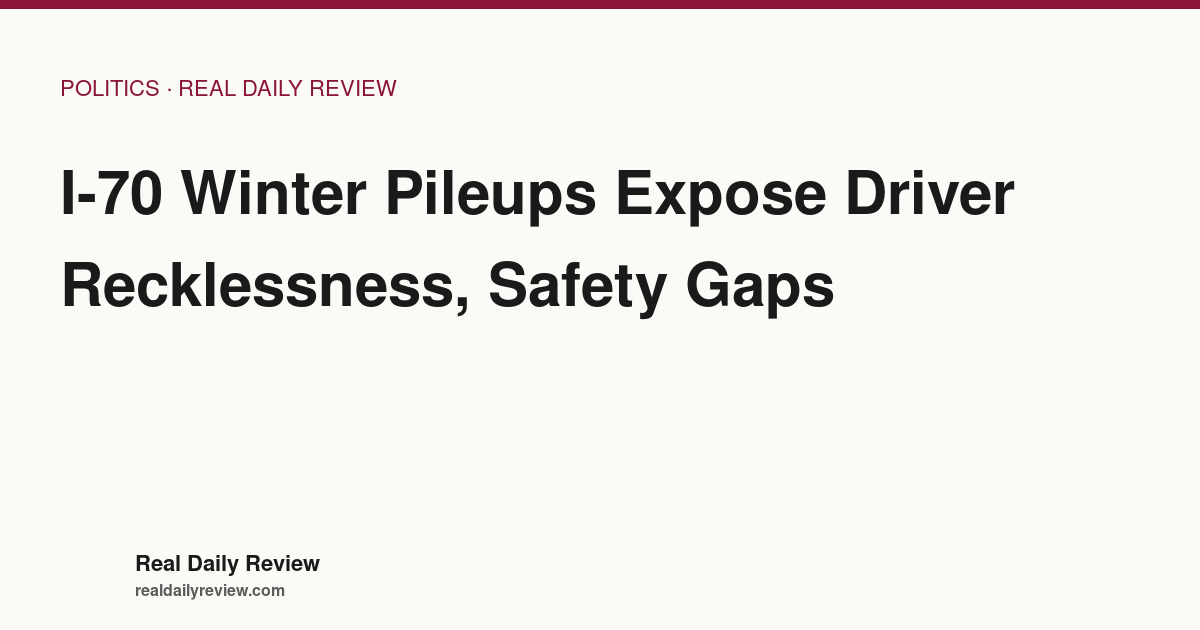 POLITICS · REAL DAILY REVIEW
I-70 Winter Pileups Expose Driver
Recklessness, Safety Gaps
Real Daily Review
realdailyreview.com